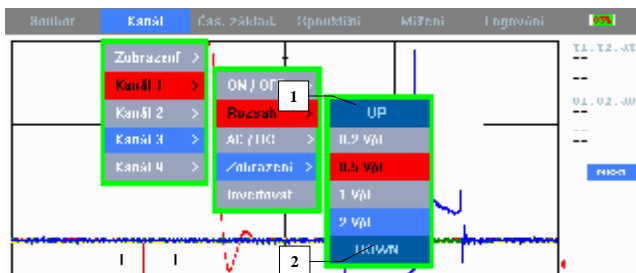 Soubor Kanál Čas. základ. Spouštění Měření Logování
Zobrazení >
Kanál 1 >
Kanál 2 >
Kanál 3 >
Kanál 4 >
ON / OFF >
Rozsah >
AC / DC >
Zobrazení >
Invertovat
1
UP
0.2 V/d
0.5 V/d
1 V/d
2 V/d
DOWN
2
--
--
--
--